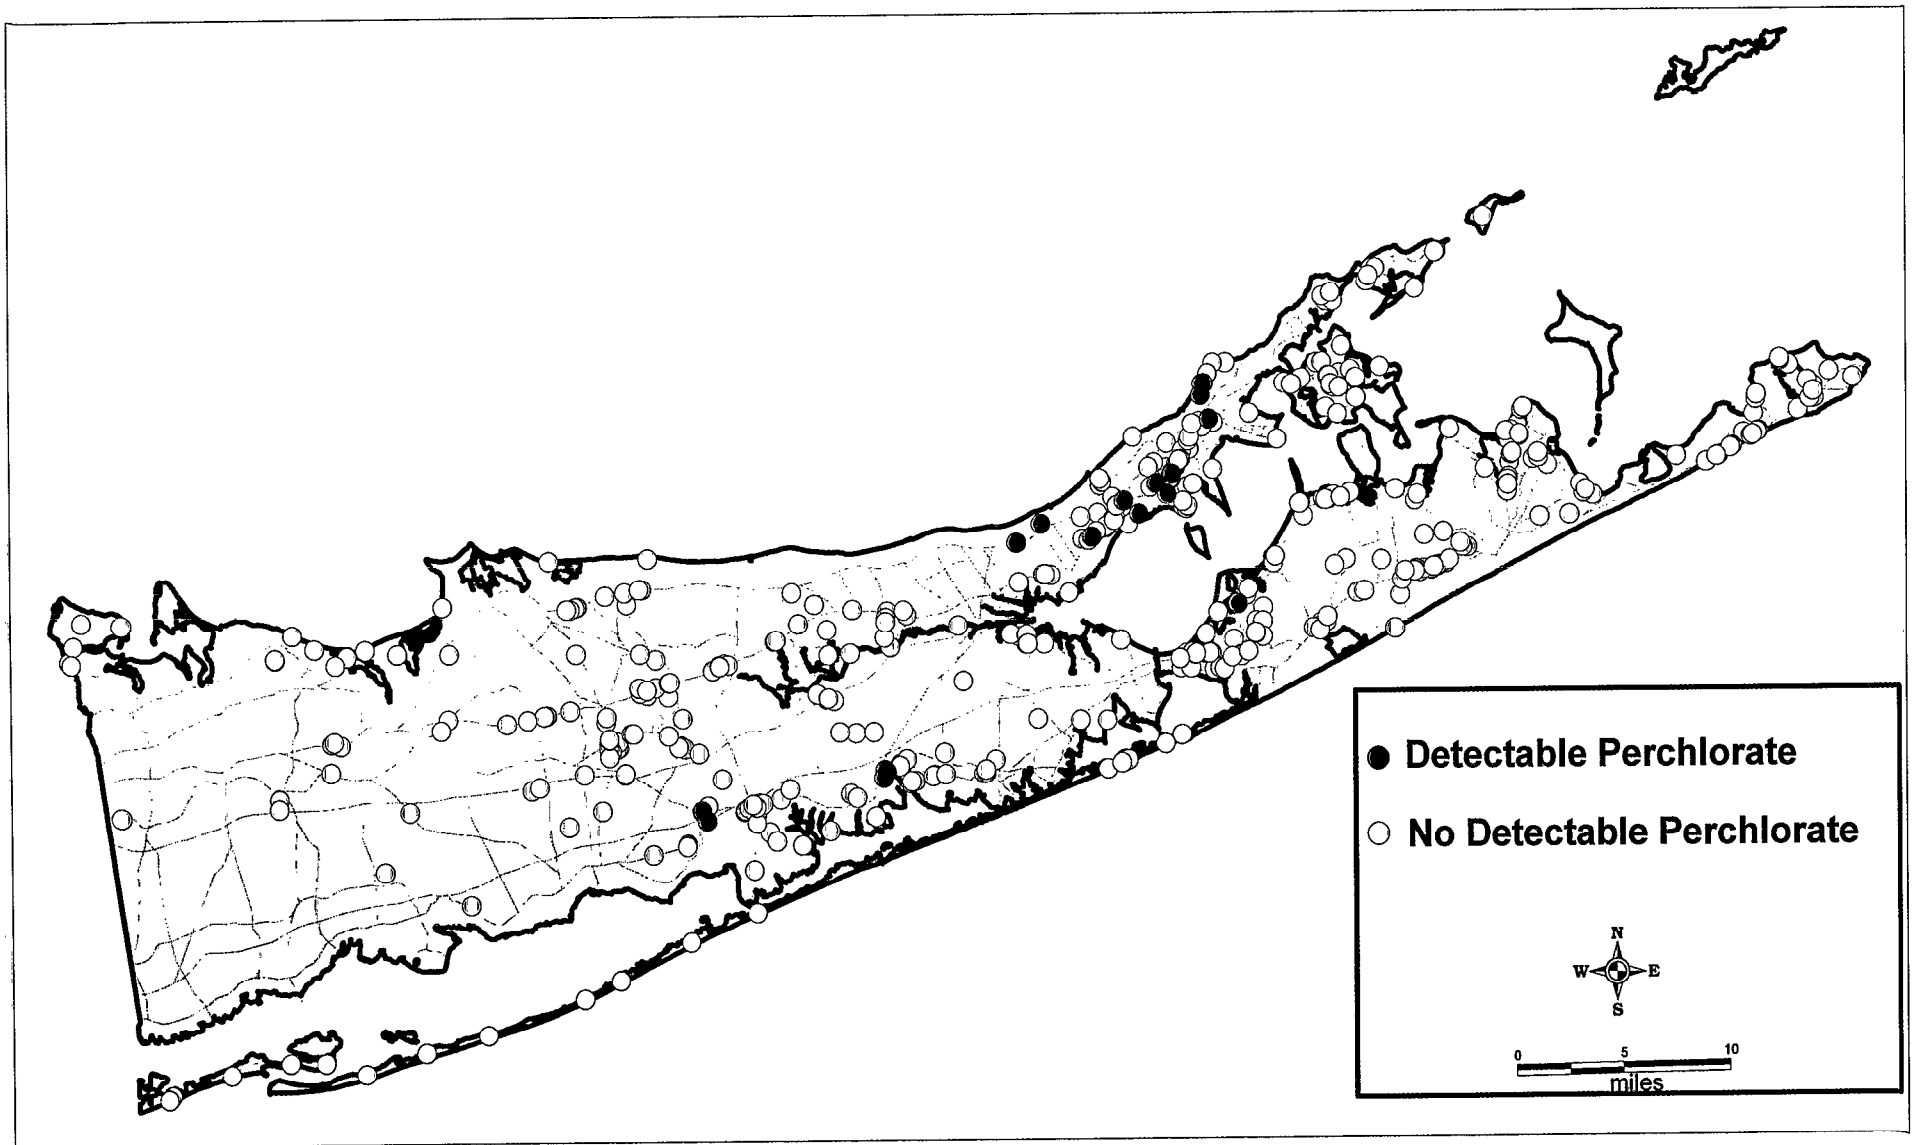 Detectable Perchlorate
No Detectable Perchlorate
N
W E
S
0 5 10
miles